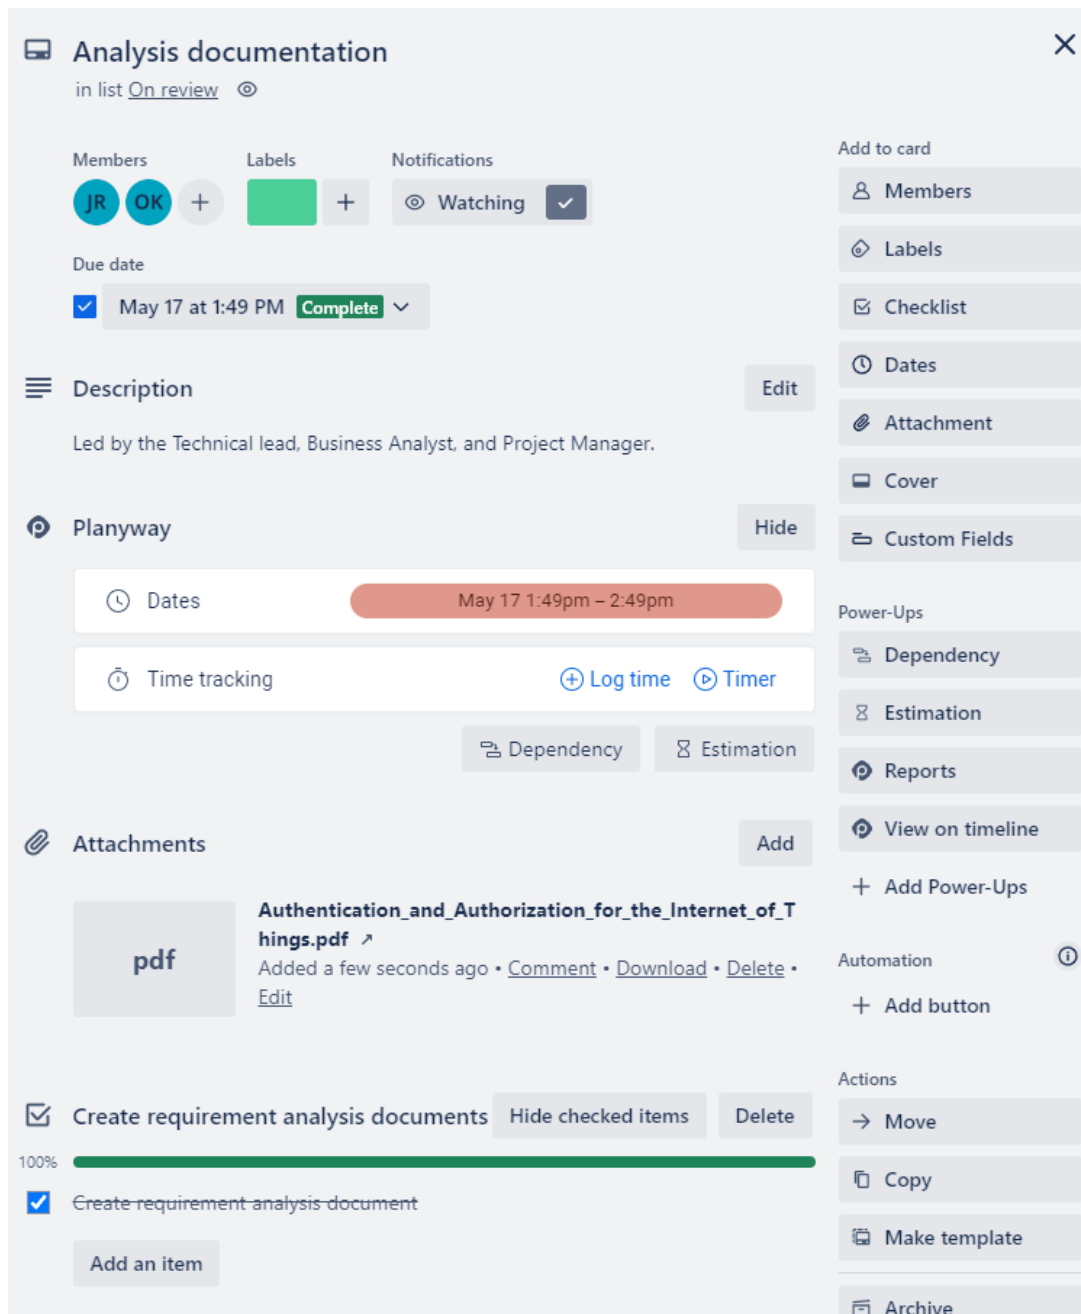 Analysis documentation
in list On review
Members
Labels
Notifications
JR
OK
Watching
Due date
May 17 at 1:49 PM Complete
Description
Edit
Led by the Technical lead, Business Analyst, and Project Manager.
Planyway
Hide
Dates
May 17 1:49pm – 2:49pm
Time tracking
Log time
Timer
Dependency
Estimation
Attachments
Add
pdf
Authentication_and_Authorization_for_the_Internet_of_T
hings.pdf ↗
Added a few seconds ago • Comment • Download • Delete •
Edit
Create requirement analysis documents
Hide checked items
Delete
100%
Create requirement analysis document
Add an item
Add to card
Members
Labels
Checklist
Dates
Attachment
Cover
Custom Fields
Power-Ups
Dependency
Estimation
Reports
View on timeline
Add Power-Ups
Automation
Add button
Actions
Move
Copy
Make template
Archive